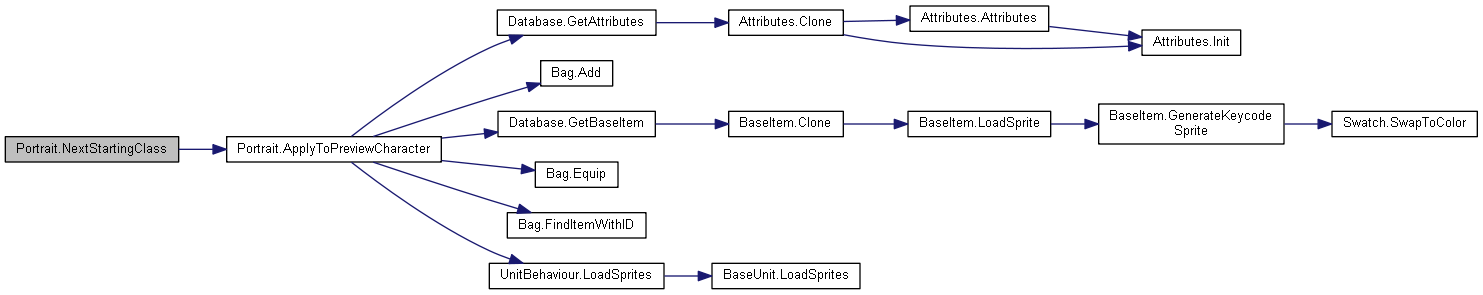 Portrait.NextStartingClass
Portrait.ApplyToPreviewCharacter
Database.GetAttributes
Attributes.Clone
Attributes.Attributes
Attributes.Init
Bag.Add
Database.GetBaseItem
BaseItem.Clone
BaseItem.LoadSprite
BaseItem.GenerateKeycode
Sprite
Swatch.SwapToColor
Bag.Equip
Bag.FindItemWithID
UnitBehaviour.LoadSprites
BaseUnit.LoadSprites